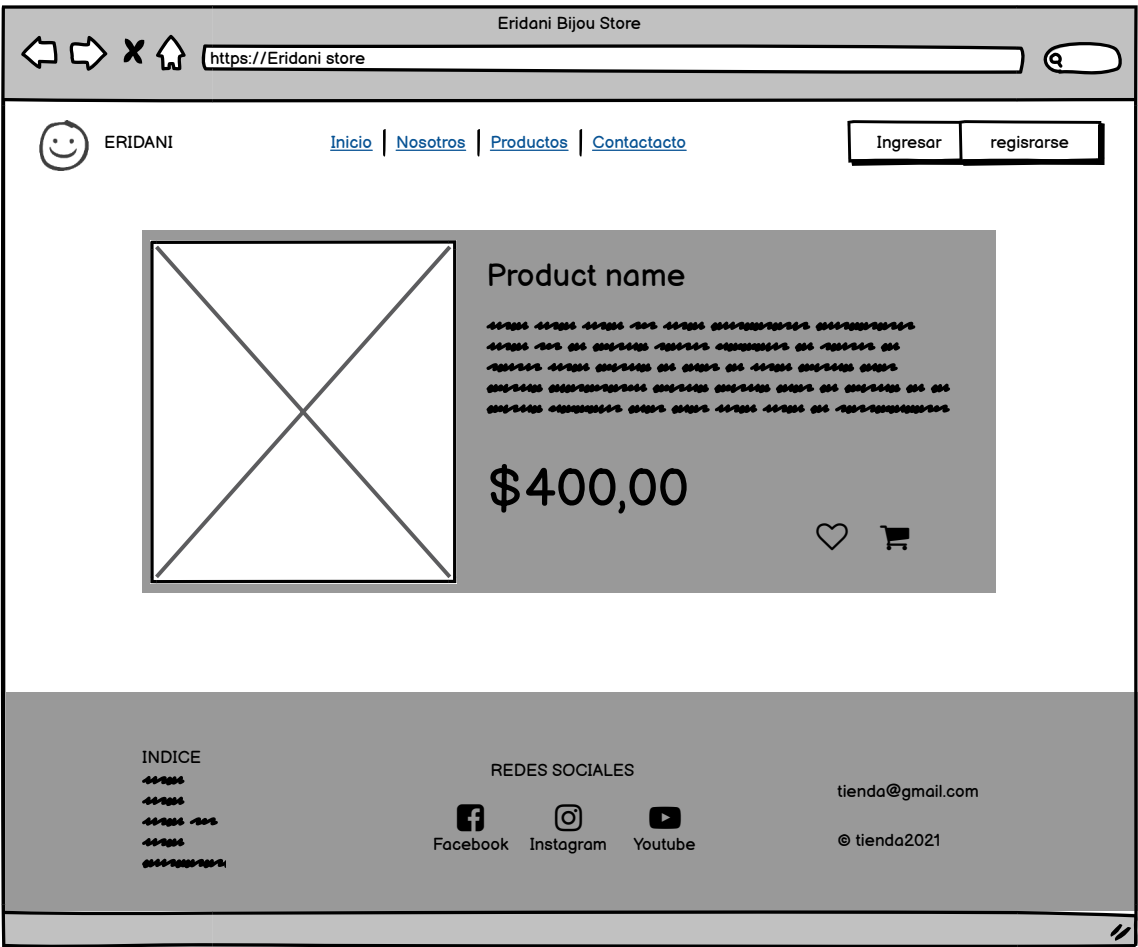 Eridani Bijou Store
https://Eridani store
ERIDANI
Inicio
Nosotros
Productos
Contactacto
Ingresar
regisrarse
Product name
$400,00
INDICE
REDES SOCIALES
Facebook
Instagram
Youtube
tienda@gmail.com
© tienda2021